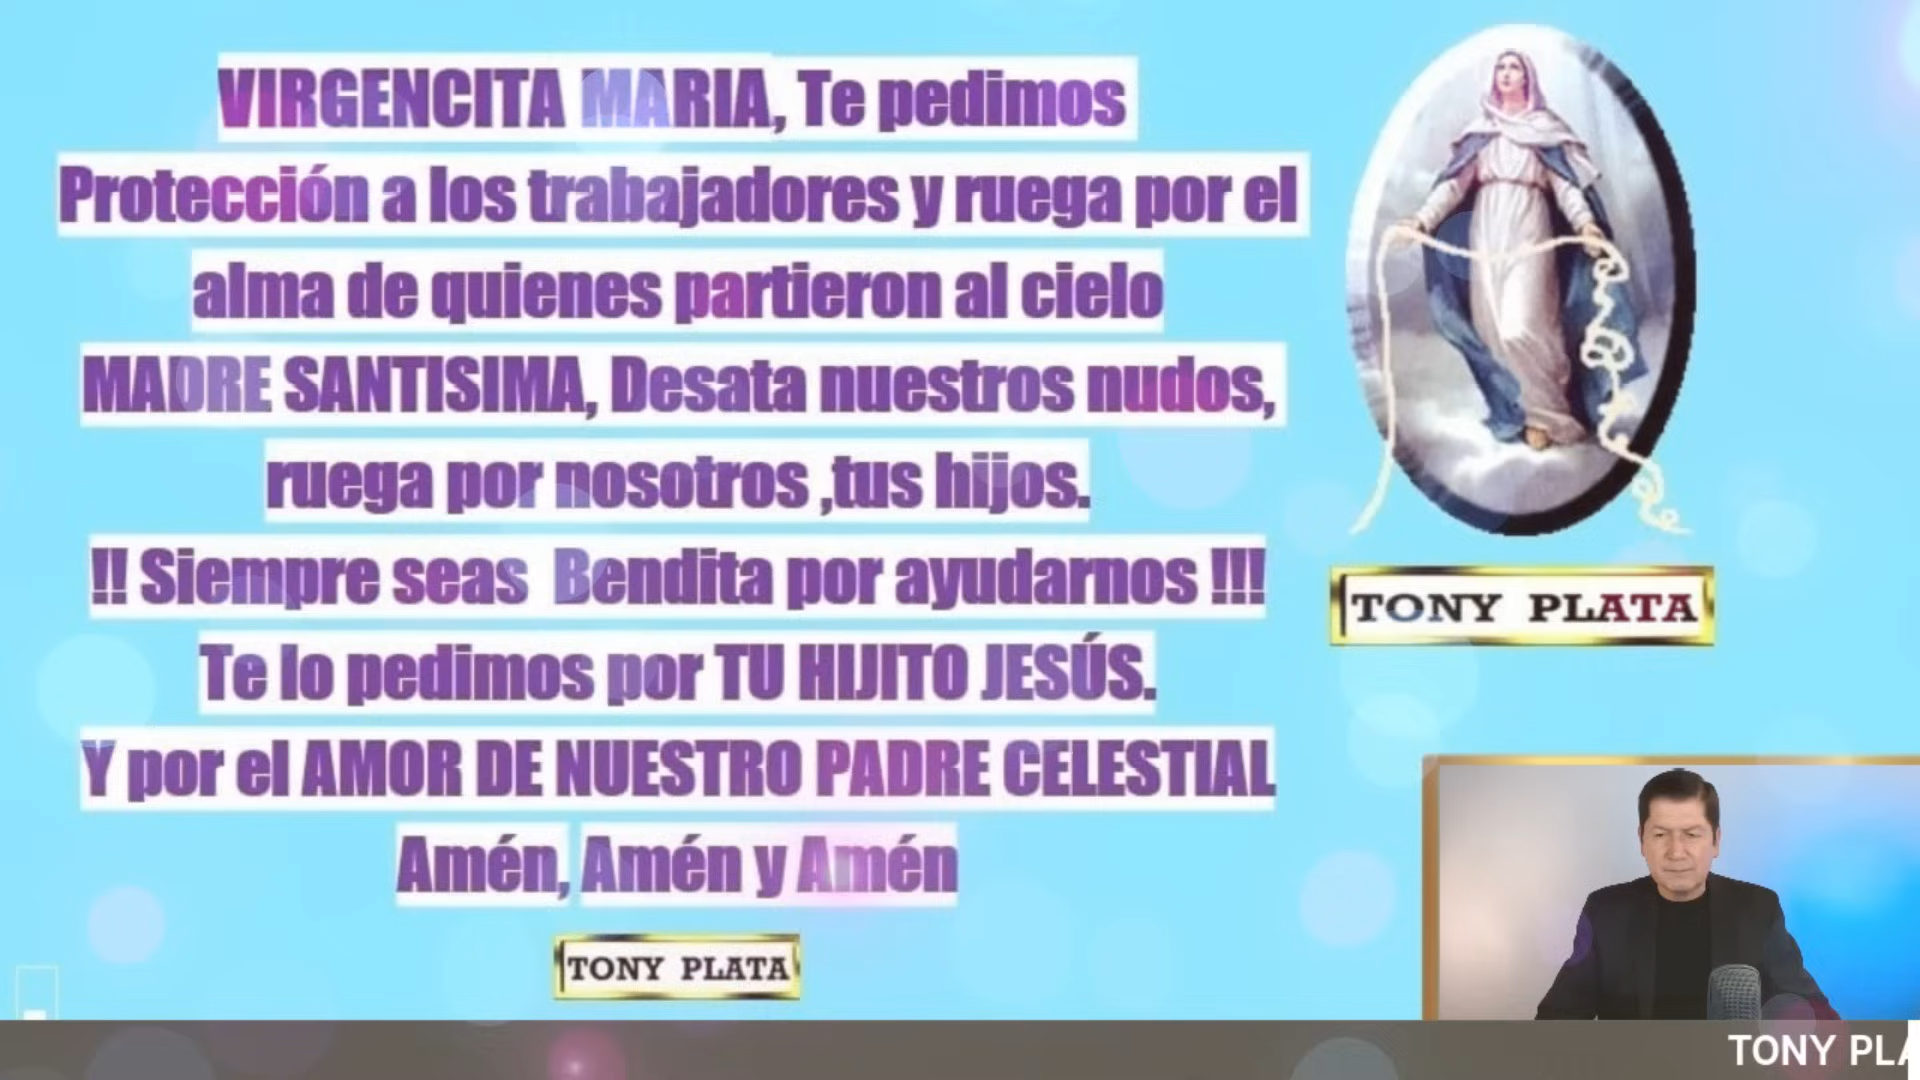 VIRGENCITA MARIA, Te pedimos
Protección a los trabajadores y ruega por el
alma de quienes partieron al cielo
MADRE SANTISIMA, Desata nuestros nudos,
ruega por nosotros ,tus hijos.
!! Siempre seas Bendita por ayudarnos !!!
Te lo pedimos por TU HIJITO JESÚS.
Y por el AMOR DE NUESTRO PADRE CELESTIAL
Amén, Amén y Amén
TONY PLATA
TONY PLATA
TONY PLA